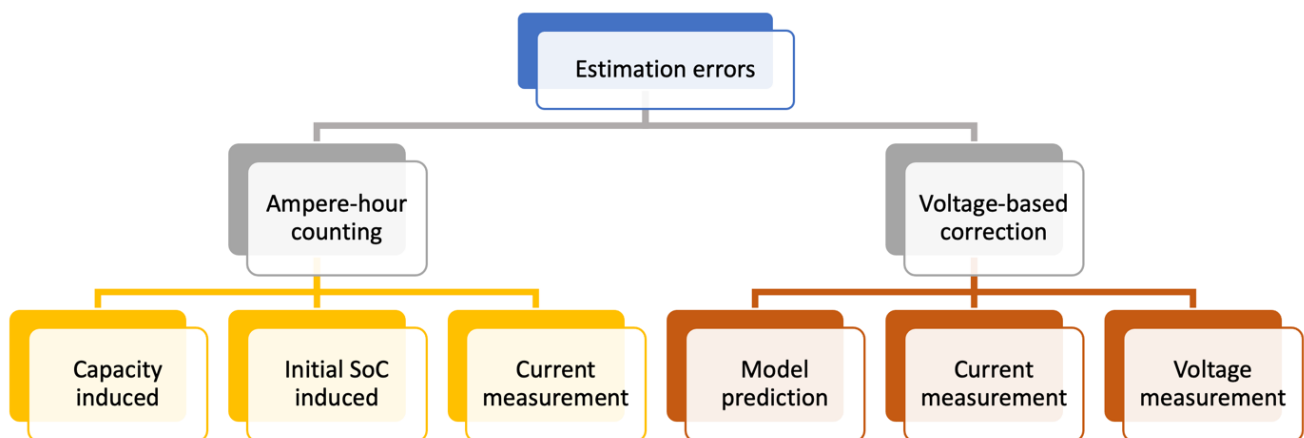 Estimation errors
Ampere-hour
counting
Voltage-based
correction
Capacity
induced
Initial SoC
induced
Current
measurement
Model
prediction
Current
measurement
Voltage
measurement